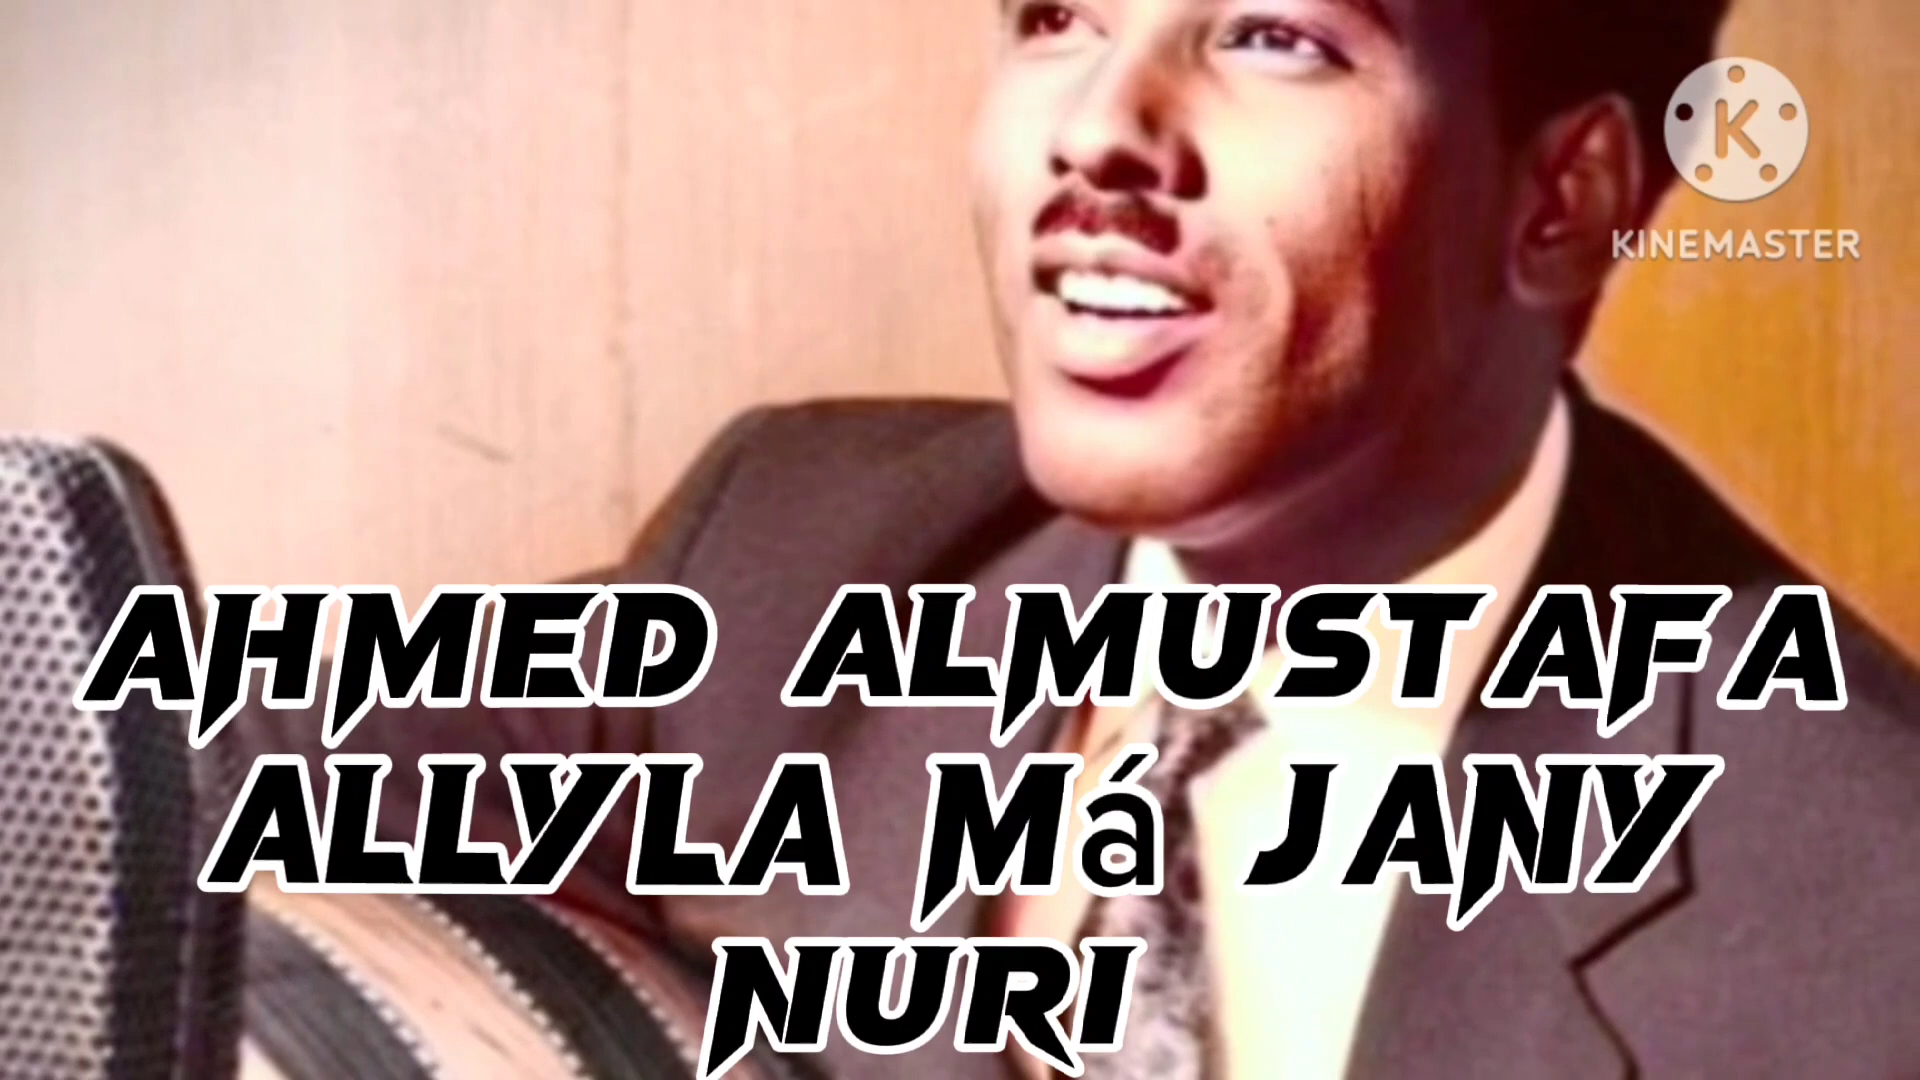 K
KINEMASTER
AHMED ALMUSTAFA
ALLYLA Má JANY
NURI